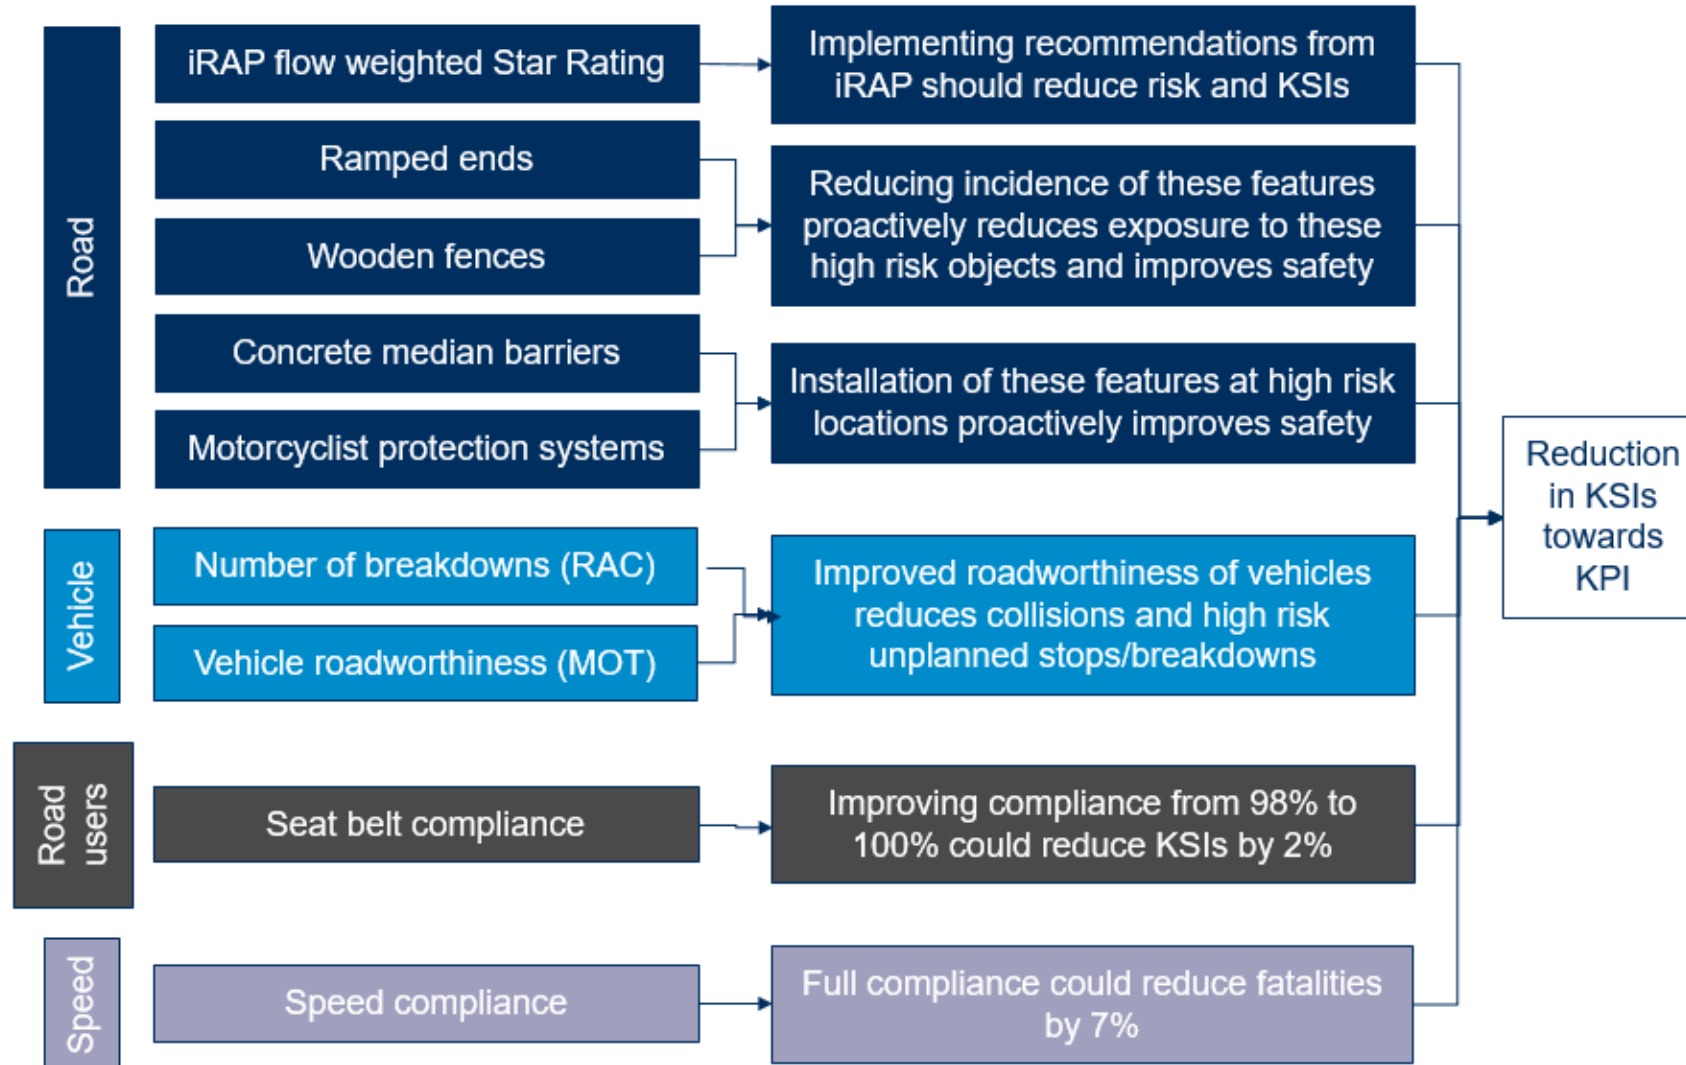 Road
iRAP flow weighted Star Rating
Implementing recommendations from
iRAP should reduce risk and KSIs
Ramped ends
Wooden fences
Reducing incidence of these features
proactively reduces exposure to these
high risk objects and improves safety
Concrete median barriers
Motorcyclist protection systems
Installation of these features at high risk
locations proactively improves safety
Vehicle
Number of breakdowns (RAC)
Vehicle roadworthiness (MOT)
Improved roadworthiness of vehicles
reduces collisions and high risk
unplanned stops/breakdowns
Road
users
Seat belt compliance
Improving compliance from 98% to
100% could reduce KSIs by 2%
Speed
Speed compliance
Full compliance could reduce fatalities
by 7%
Reduction
in KSIs
towards
KPI